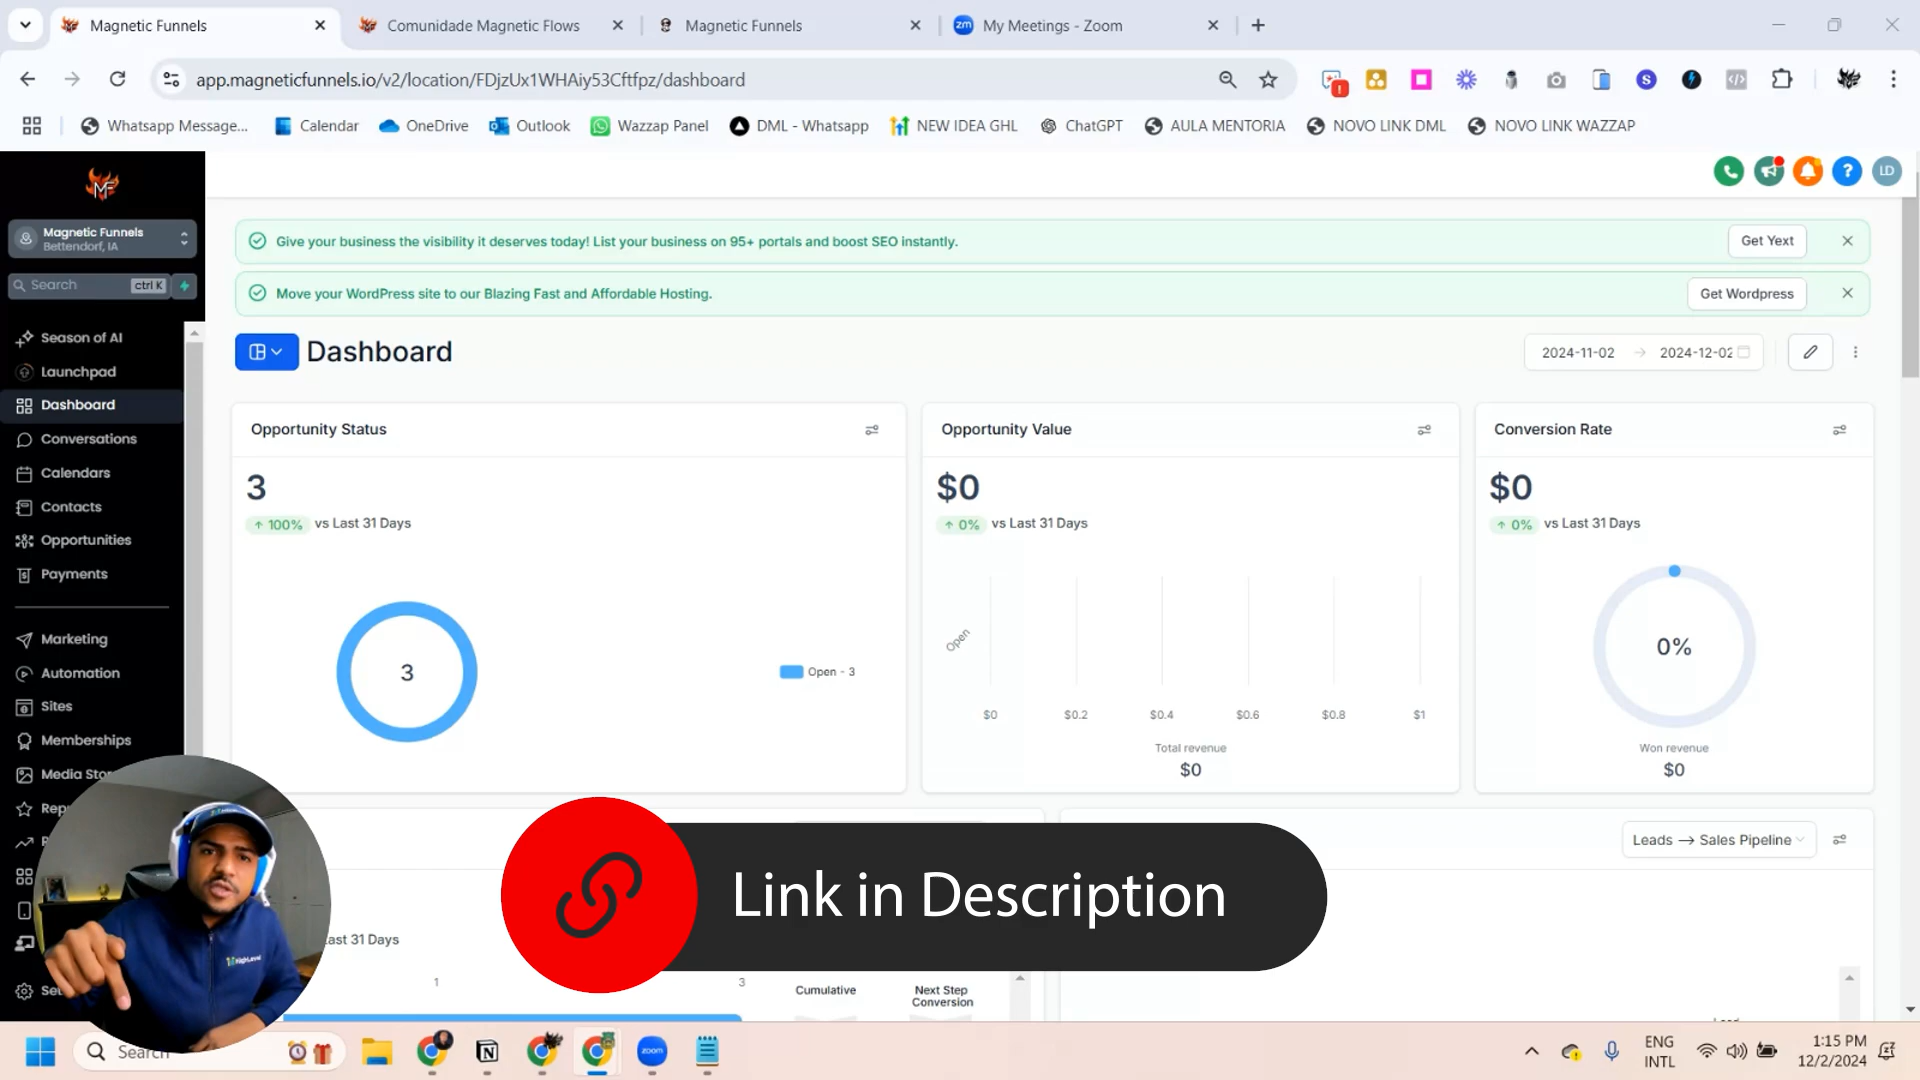 Magnetic Funnels
Comunidade Magnetic Flows
Magnetic Funnels
zm
My Meetings - Zoom
app.magneticfunnels.io/v2/location/FDjzUx1WHAiy53Cftfpz/dashboard
Whatsapp Message...
Calendar
OneDrive
Outlook
Wazzap Panel
DML - Whatsapp
NEW IDEA GHL
ChatGPT
AULA MENTORIA
NOVO LINK DML
NOVO LINK WAZZAP
MF
LD
Magnetic Funnels
Bettendorf, IA
Search
ctrl K
Season of AI
Launchpad
Dashboard
Conversations
Calendars
Contacts
Opportunities
Payments
Marketing
Automation
Sites
Memberships
Media Stor
Rep
Give your business the visibility it deserves today! List your business on 95+ portals and boost SEO instantly.
Get Yext
Move your WordPress site to our Blazing Fast and Affordable Hosting.
Get Wordpress
Dashboard
2024-11-02 → 2024-12-02
Opportunity Status
3
↑ 100% vs Last 31 Days
3
Open - 3
Opportunity Value
$0
↑ 0% vs Last 31 Days
Open
$0 $0.2 $0.4 $0.6 $0.8 $1
Total revenue
$0
Conversion Rate
$0
↑ 0% vs Last 31 Days
0%
Won revenue
$0
Leads → Sales Pipeline
Link in Description
HighLevel
ast 31 Days
1
3
Cumulative
Next Step
Conversion
Search
zoom
ENG
INTL
1:15 PM
12/2/2024